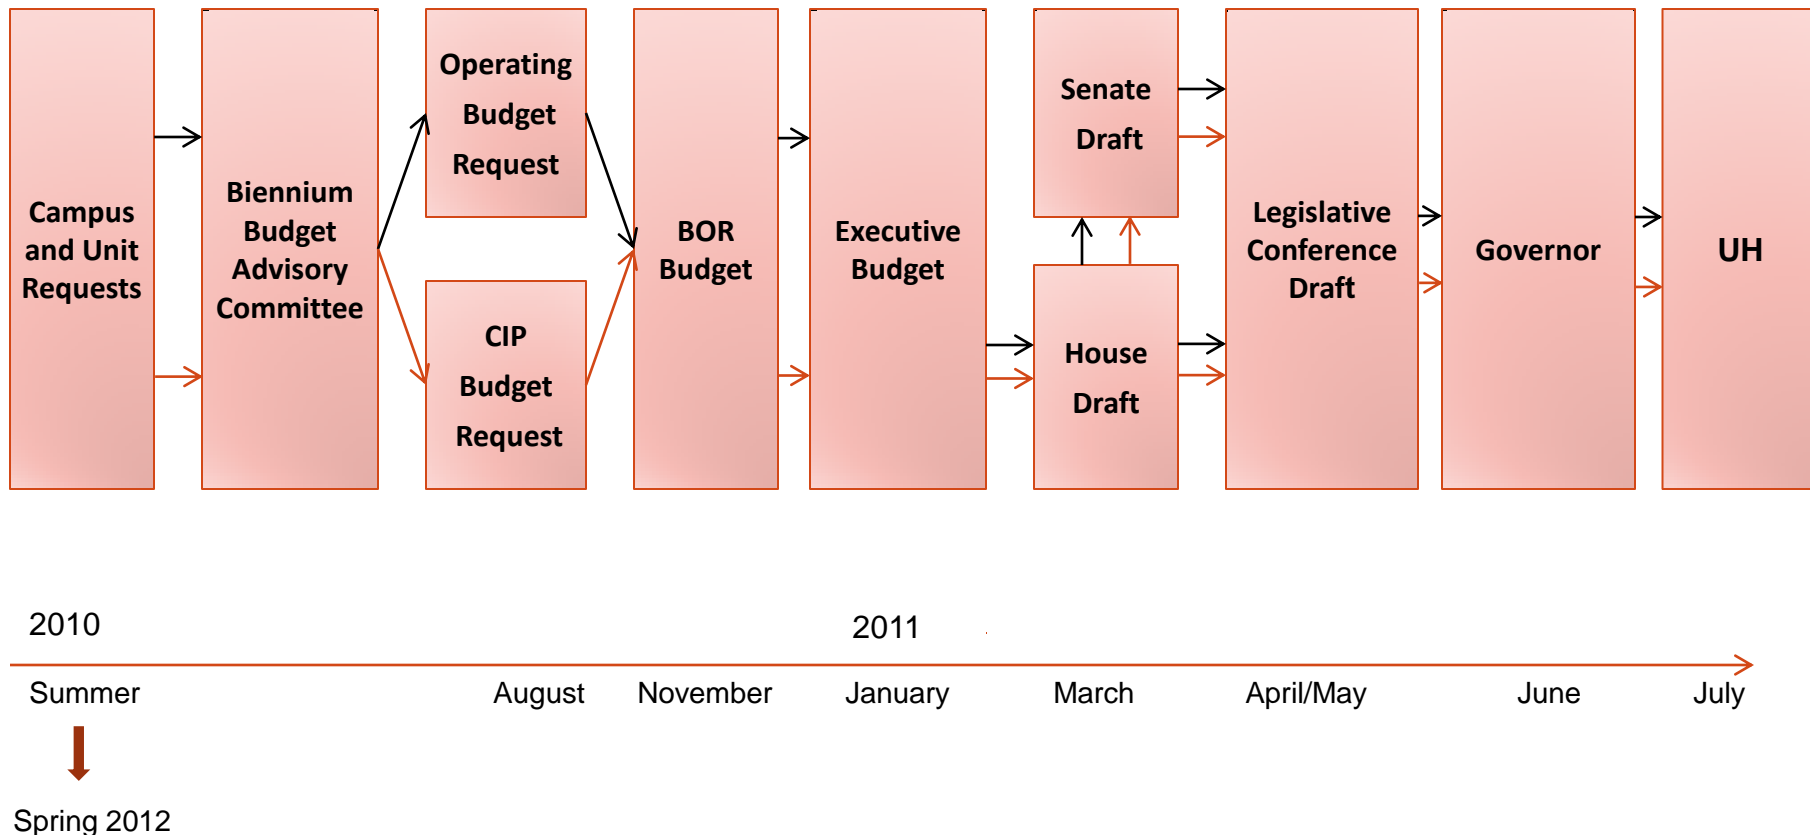 Campus
and Unit
Requests
Biennium
Budget
Advisory
Committee
Operating
Budget
Request
CIP
Budget
Request
BOR
Budget
Executive
Budget
Senate
Draft
House
Draft
Legislative
Conference
Draft
Governor
UH
2010
2011
Summer
August
November
January
March
April/May
June
July
Spring 2012